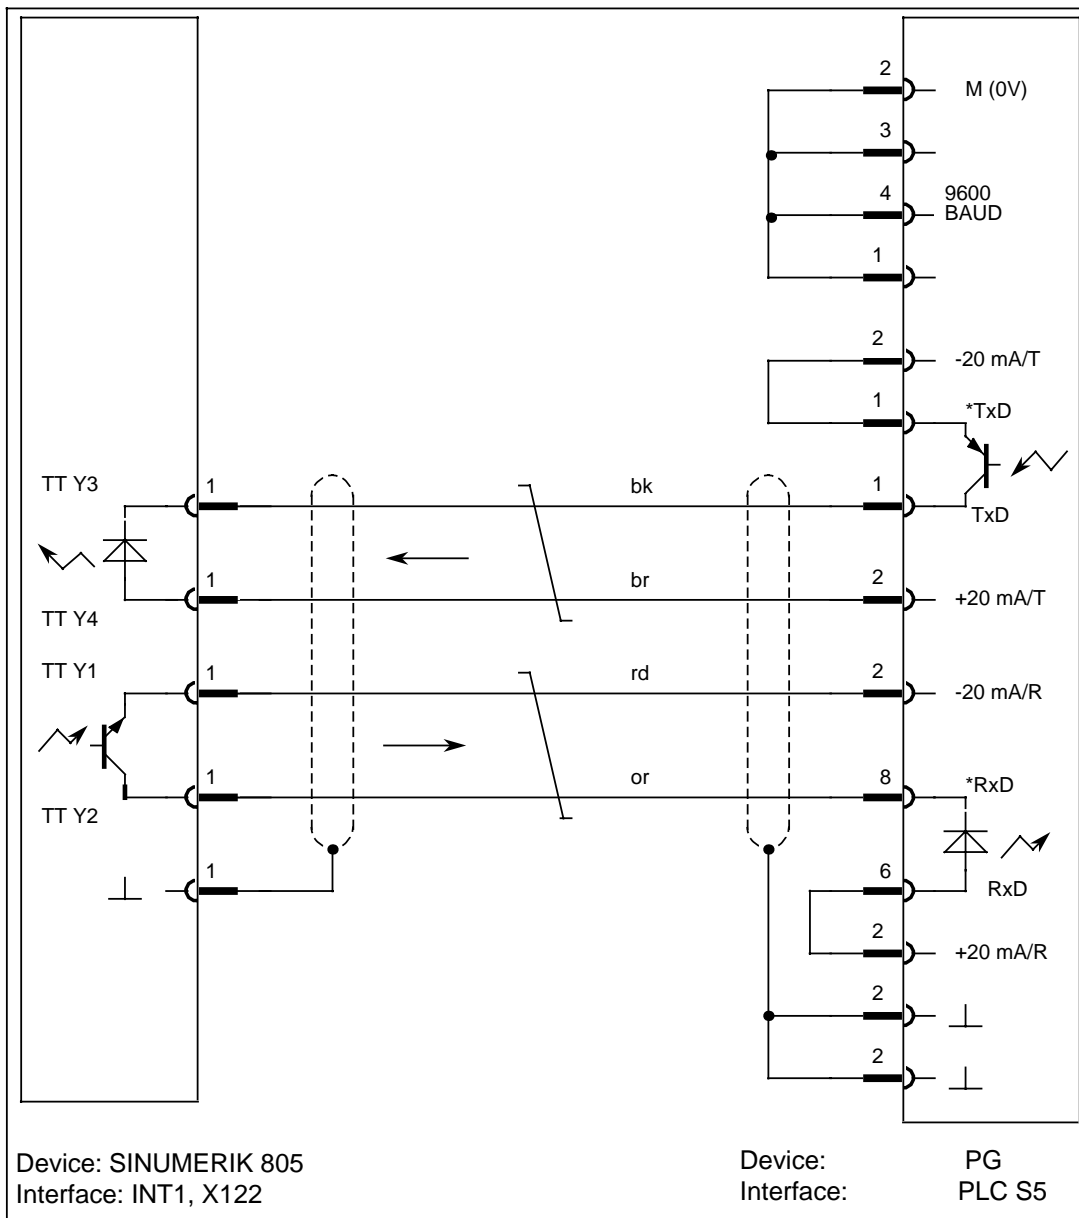 2
M (0V)
3
4
9600
BAUD
1
2
-20 mA/T
1
*TxD
TT Y3
1
bk
1
TxD
1
br
2
+20 mA/T
TT Y4
TT Y1
1
rd
2
-20 mA/R
1
or
8
*RxD
TT Y2
1
6
RxD
2
+20 mA/R
2
2
Device: SINUMERIK 805
Interface: INT1, X122
Device: PG
Interface: PLC S5